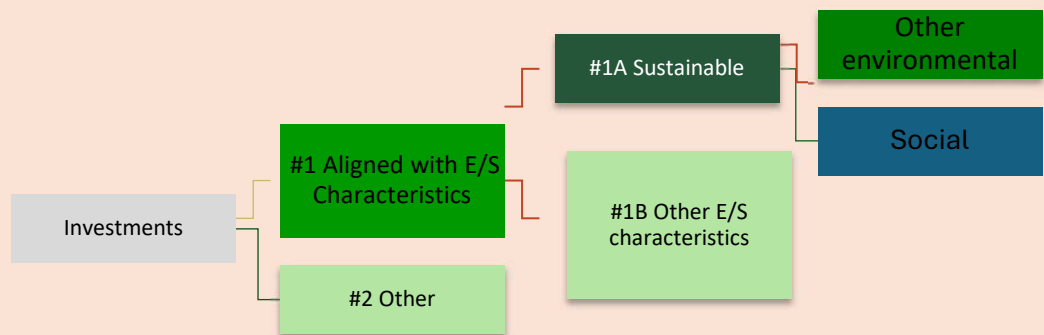 Investments
#1 Aligned with E/S
Characteristics
#2 Other
#1A Sustainable
#1B Other E/S
characteristics
Other
environmental
Social